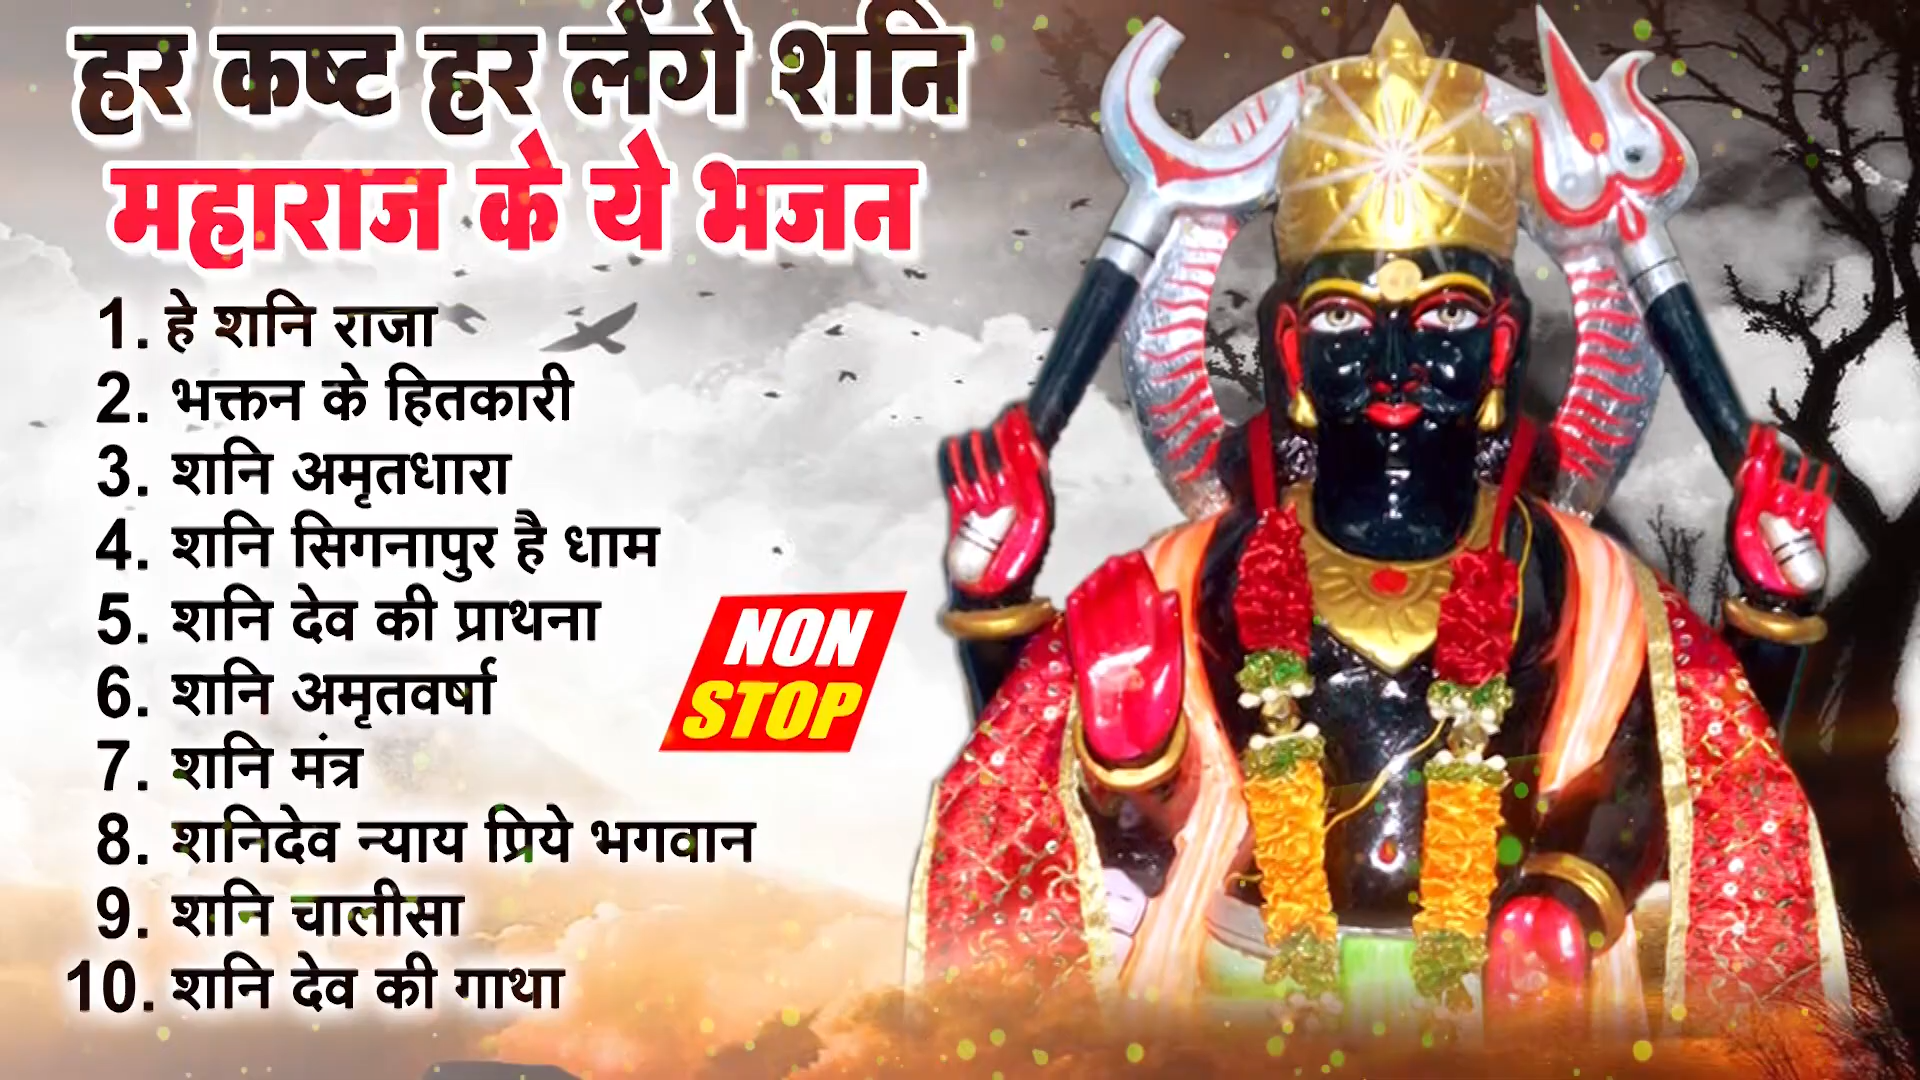 हर कष्ट हर लेंगे शनि
महाराज के ये भजन
1. हे शनि राजा
2. भक्तन के हितकारी
3. शनि अमृतधारा
4. शनि सिगनापुर है धाम
5. शनि देव की प्राथना
6. शनि अमृतवर्षा
7. शनि मंत्र
8. शनिदेव न्याय प्रिये भगवान
9. शनि चालीसा
10. शनि देव की गाथा
NON
STOP